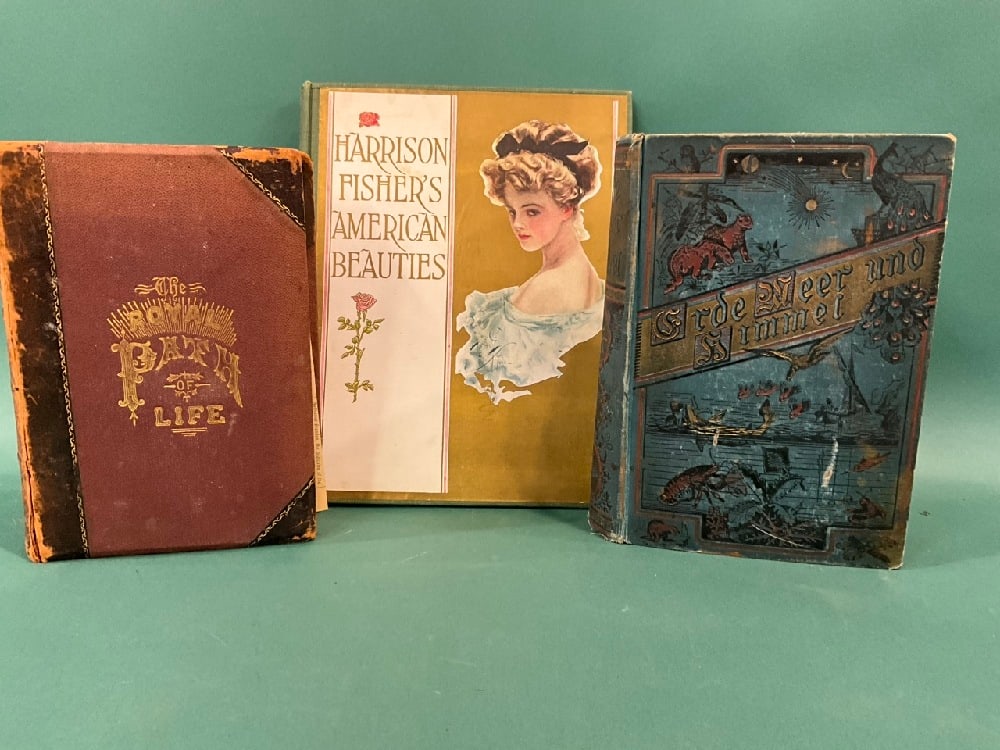 The
ROYAL
PATH
OF
LIFE
HARRISON
FISHER'S
AMERICAN
BEAUTIES
Erde Meer und
Himmel